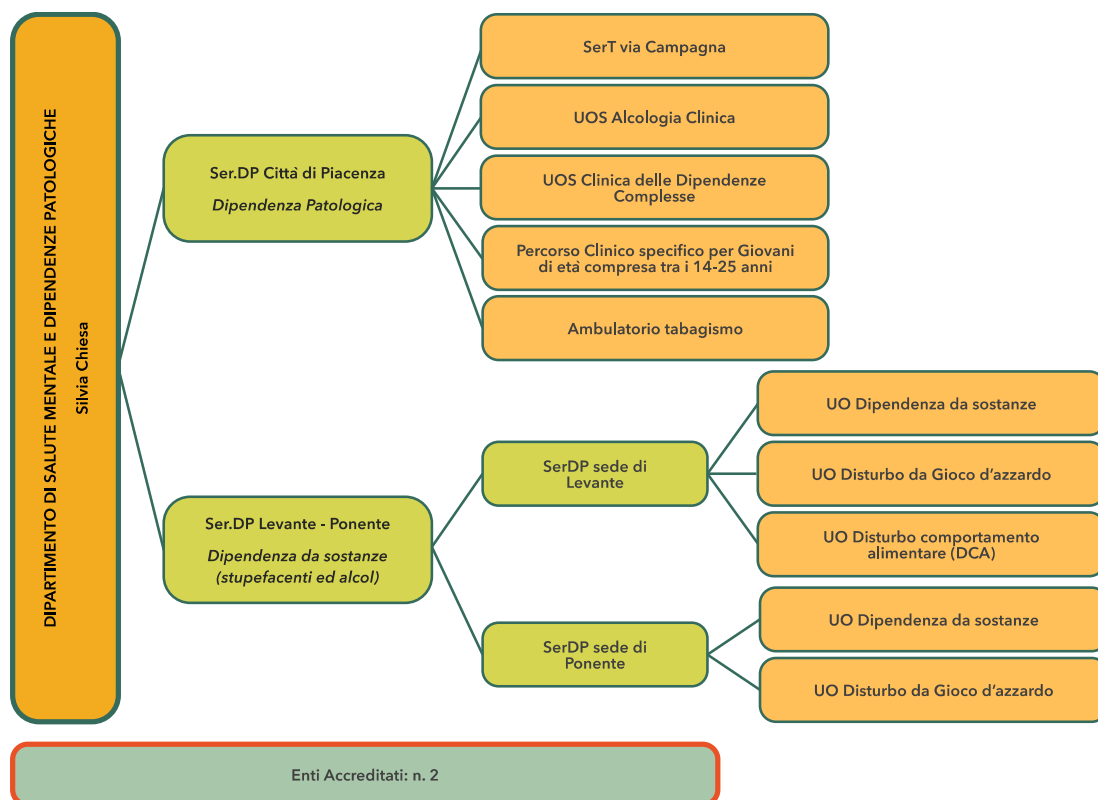 DIPARTIMENTO DI SALUTE MENTALE E DIPENDENZE PATOLOGICHE
Silvia Chiesa
Ser.DP Città di Piacenza
Dipendenza Patologica
SerT via Campagna
UOS Alcologia Clinica
UOS Clinica delle Dipendenze
Complesse
Percorso Clinico specifico per Giovani
di età compresa tra i 14-25 anni
Ambulatorio tabagismo
Ser.DP Levante - Ponente
Dipendenza da sostanze
(stupefacenti ed alcol)
SerDP sede di
Levante
UO Dipendenza da sostanze
UO Disturbo da Gioco d’azzardo
UO Disturbo comportamento
alimentare (DCA)
SerDP sede di
Ponente
UO Dipendenza da sostanze
UO Disturbo da Gioco d’azzardo
Enti Accreditati: n. 2